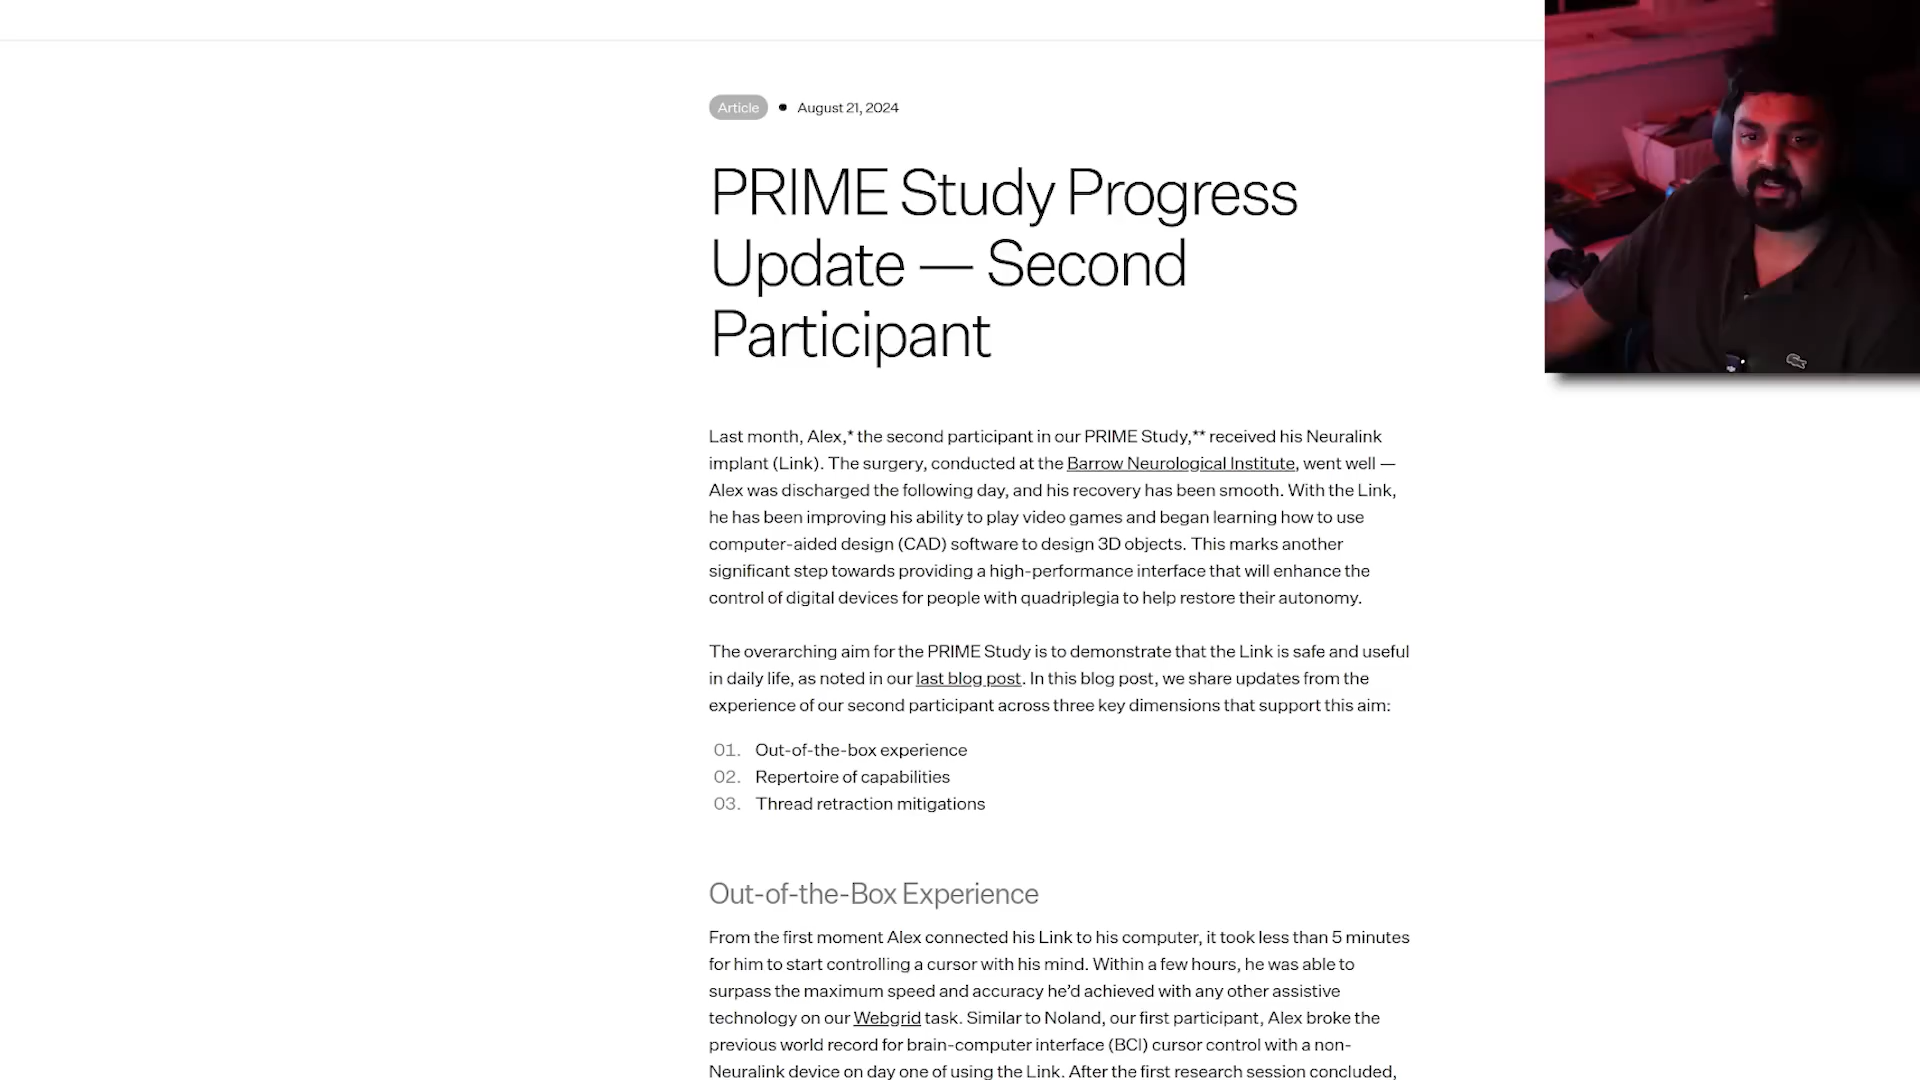 Article • August 21, 2024
PRIME Study Progress
Update — Second
Participant
Last month, Alex,* the second participant in our PRIME Study,** received his Neuralink
implant (Link). The surgery, conducted at the Barrow Neurological Institute, went well —
Alex was discharged the following day, and his recovery has been smooth. With the Link,
he has been improving his ability to play video games and began learning how to use
computer-aided design (CAD) software to design 3D objects. This marks another
significant step towards providing a high-performance interface that will enhance the
control of digital devices for people with quadriplegia to help restore their autonomy.
The overarching aim for the PRIME Study is to demonstrate that the Link is safe and useful
in daily life, as noted in our last blog post. In this blog post, we share updates from the
experience of our second participant across three key dimensions that support this aim:
01. Out-of-the-box experience
02. Repertoire of capabilities
03. Thread retraction mitigations
Out-of-the-Box Experience
From the first moment Alex connected his Link to his computer, it took less than 5 minutes
for him to start controlling a cursor with his mind. Within a few hours, he was able to
surpass the maximum speed and accuracy he’d achieved with any other assistive
technology on our Webgrid task. Similar to Noland, our first participant, Alex broke the
previous world record for brain-computer interface (BCI) cursor control with a non-
Neuralink device on day one of using the Link. After the first research session concluded,